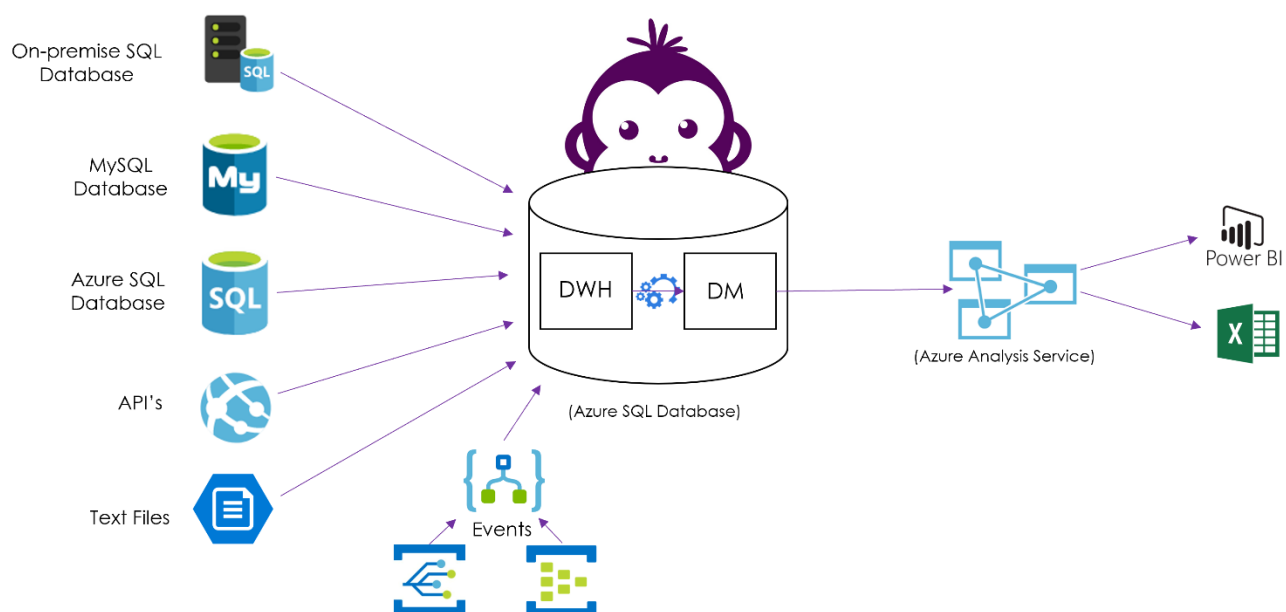 On-premise SQL
Database
SQL
MySQL
Database
My
Azure SQL
Database
SQL
API's
Text Files
DWH
DM
(Azure SQL Database)
Events
(Azure Analysis Service)
Power BI
X